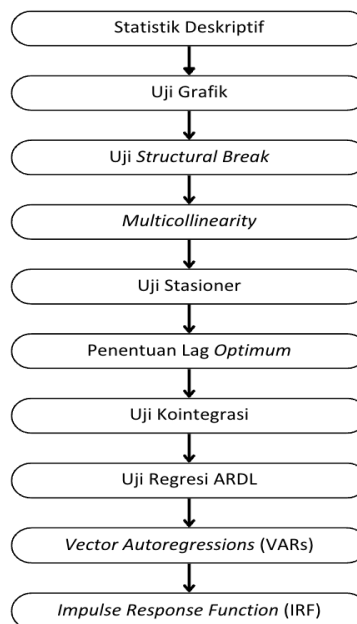 Statistik Deskriptif
Uji Grafik
Uji Structural Break
Multicollinearity
Uji Stasioner
Penentuan Lag Optimum
Uji Kointegrasi
Uji Regresi ARDL
Vector Autoregressions (VARs)
Impulse Response Function (IRF)